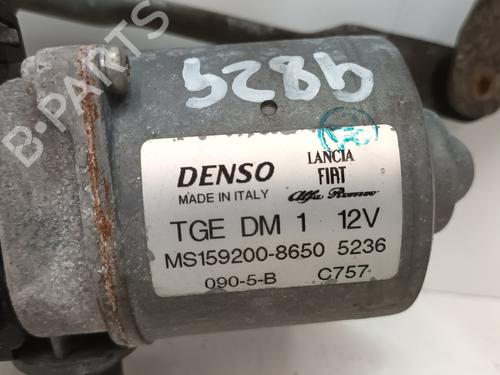 528b
B-PARTS
DENSO
MADE IN ITALY
LANCIA
FIAT
Alfa Romeo
TGE DM 1 12V
MS159200-8650 5236
090-5-B C757